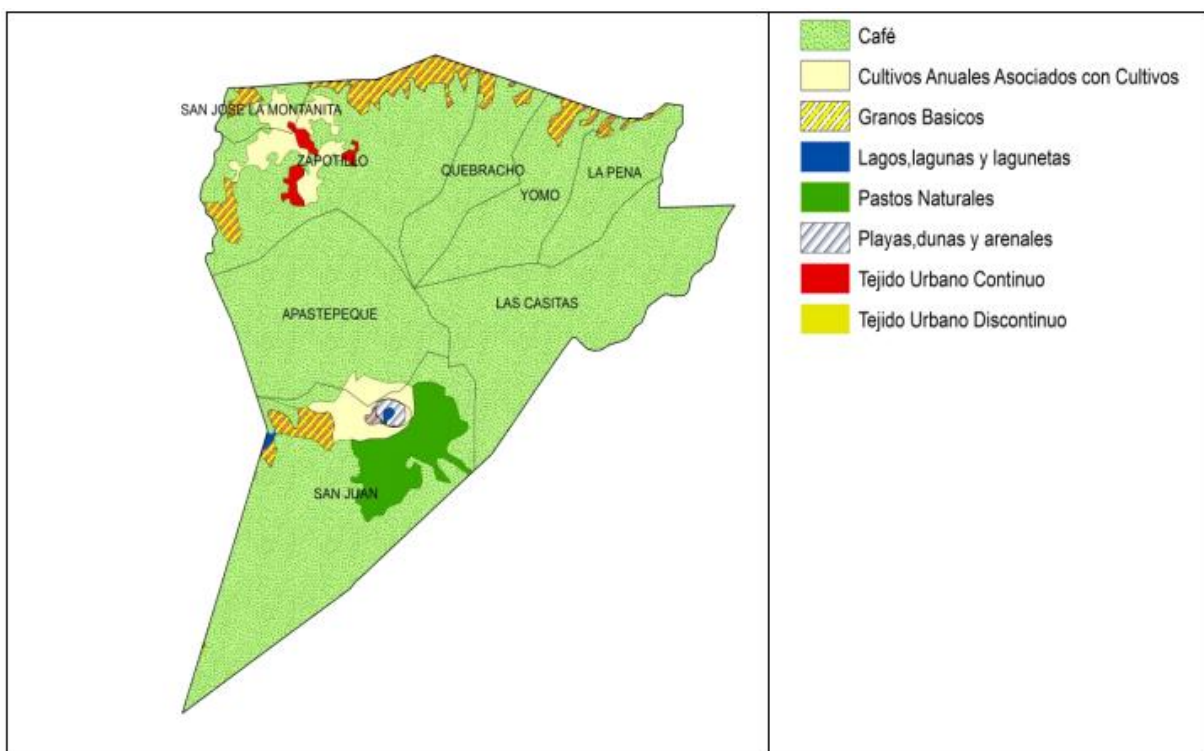 SAN JOSE LA MONTANITA
ZAPOTILLO
QUEBRACHO
LA PENA
YOMO
LAS CASITAS
APASTEPEQUE
SAN JUAN
Café
Cultivos Anuales Asociados con Cultivos
Granos Basicos
Lagos,lagunas y lagunetas
Pastos Naturales
Playas,dunas y arenales
Tejido Urbano Continuo
Tejido Urbano Discontinuo